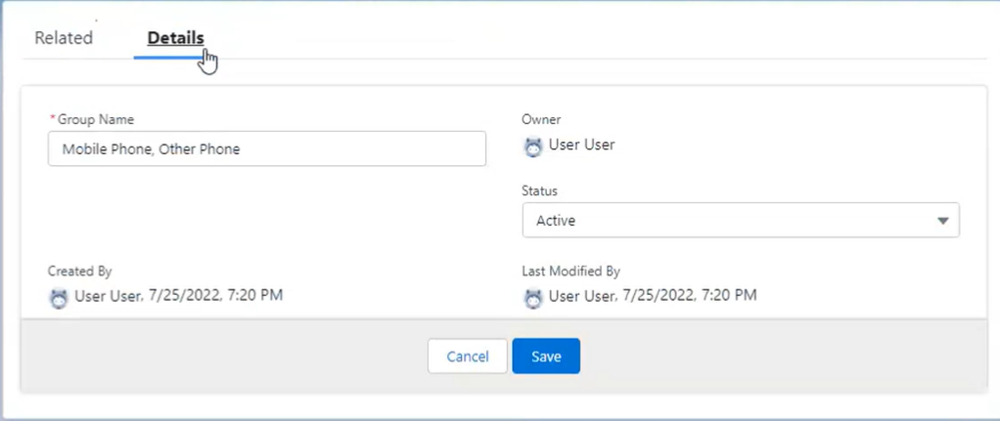 Related Details
*Group Name
Mobile Phone, Other Phone
Owner
User User
Status
Active
Created By
User User, 7/25/2022, 7:20 PM
Last Modified By
User User, 7/25/2022, 7:20 PM
Cancel Save